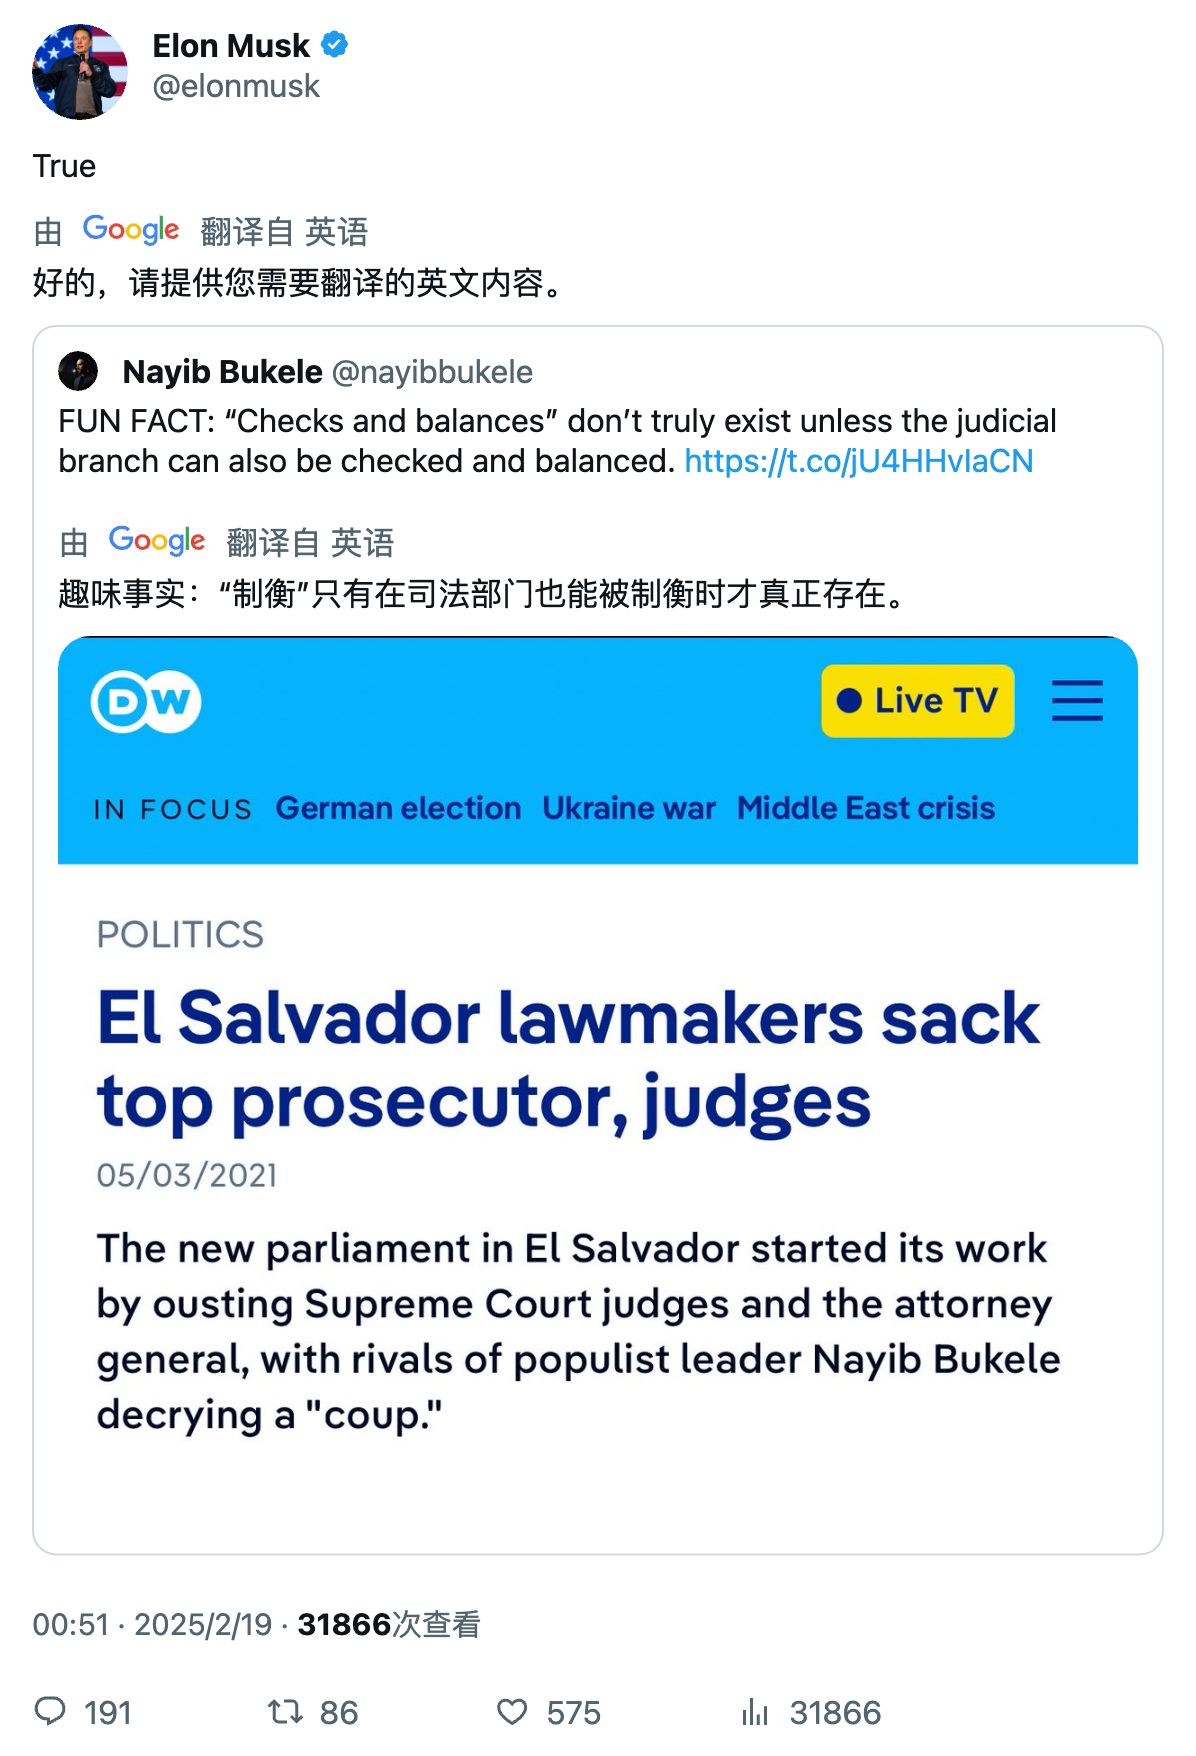 Elon Musk
@elonmusk
True
由 Google 翻译自 英语
好的，请提供您需要翻译的英文内容。
Nayib Bukele @nayibbukele
FUN FACT: “Checks and balances” don’t truly exist unless the judicial
branch can also be checked and balanced. https://t.co/jU4HHvIaCN
由 Google 翻译自 英语
趣味事实：“制衡”只有在司法部门也能被制衡时才真正存在。
DW
Live TV
IN FOCUS German election Ukraine war Middle East crisis
POLITICS
El Salvador lawmakers sack
top prosecutor, judges
05/03/2021
The new parliament in El Salvador started its work
by ousting Supreme Court judges and the attorney
general, with rivals of populist leader Nayib Bukele
decrying a "coup."
00:51 · 2025/2/19 · 31866次查看
191 86 575 31866